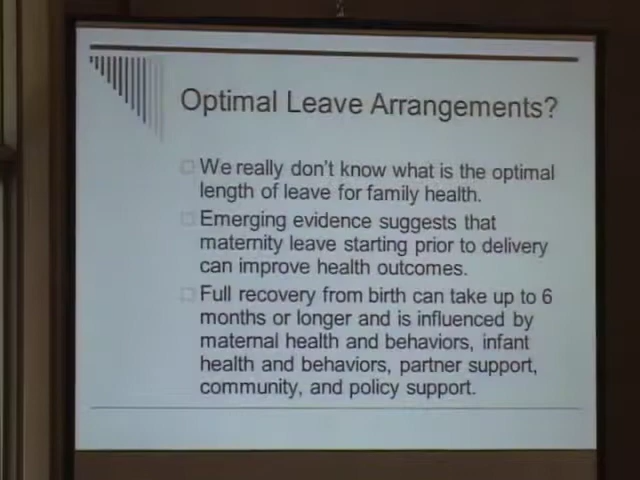 Optimal Leave Arrangements?
We really don't know what is the optimal
length of leave for family health.
Emerging evidence suggests that
maternity leave starting prior to delivery
can improve health outcomes.
Full recovery from birth can take up to 6
months or longer and is influenced by
maternal health and behaviors, infant
health and behaviors, partner support,
community, and policy support.